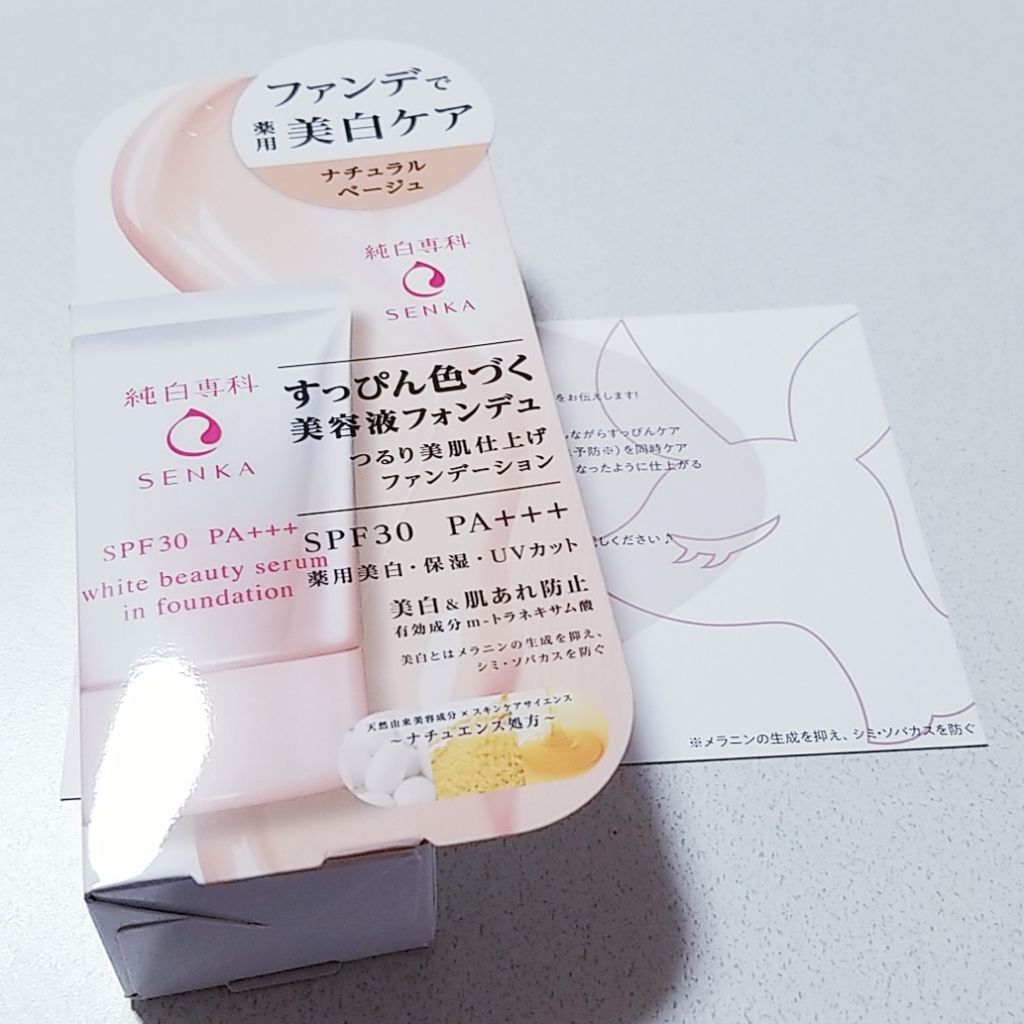 ファンデで
薬用 美白ケア
ナチュラル
ベージュ
純白専科
SENKA
純白専科
SENKA
SPF30 PA+++
white beauty serum
in foundation
すっぴん色づく
美容液フォンデュ
つるり美肌仕上げ
ファンデーション
SPF30 PA+++
薬用美白・保湿・UVカット
美白&肌あれ防止
有効成分m-トラネキサム酸
美白とはメラニンの生成を抑え、
シミ・ソバカスを防ぐ
天然由来美容成分×スキンケアサイエンス
～ナチュエンス処方～
をお伝えします!
ながらすっぴんケア
予防※)を同時ケア
なったように仕上がる
しください♪
※メラニンの生成を抑え、シミ・ソバカスを防ぐ